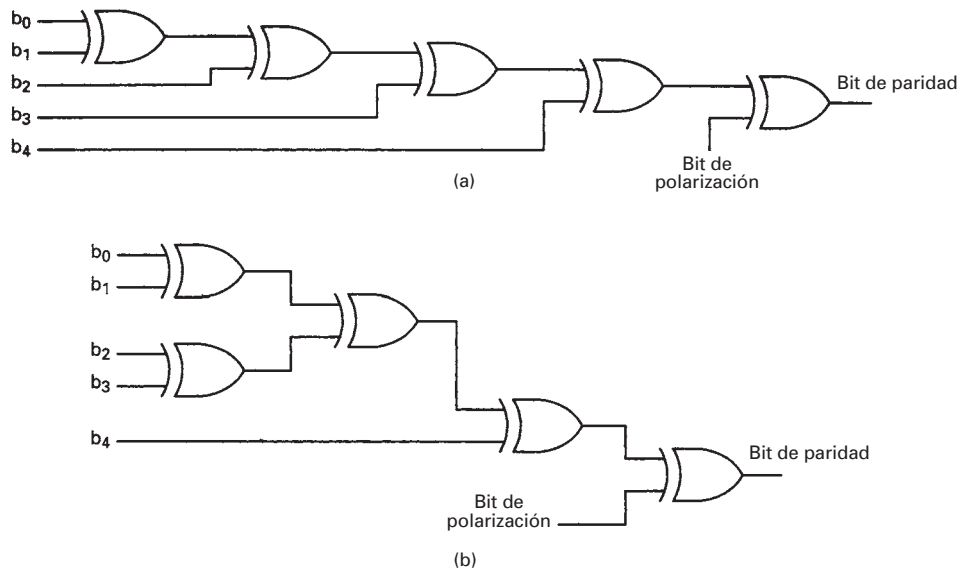 b0
b1
b2
b3
b4
Bit de paridad
Bit de
polarización
(a)
b0
b1
b2
b3
b4
Bit de paridad
Bit de
polarización
(b)